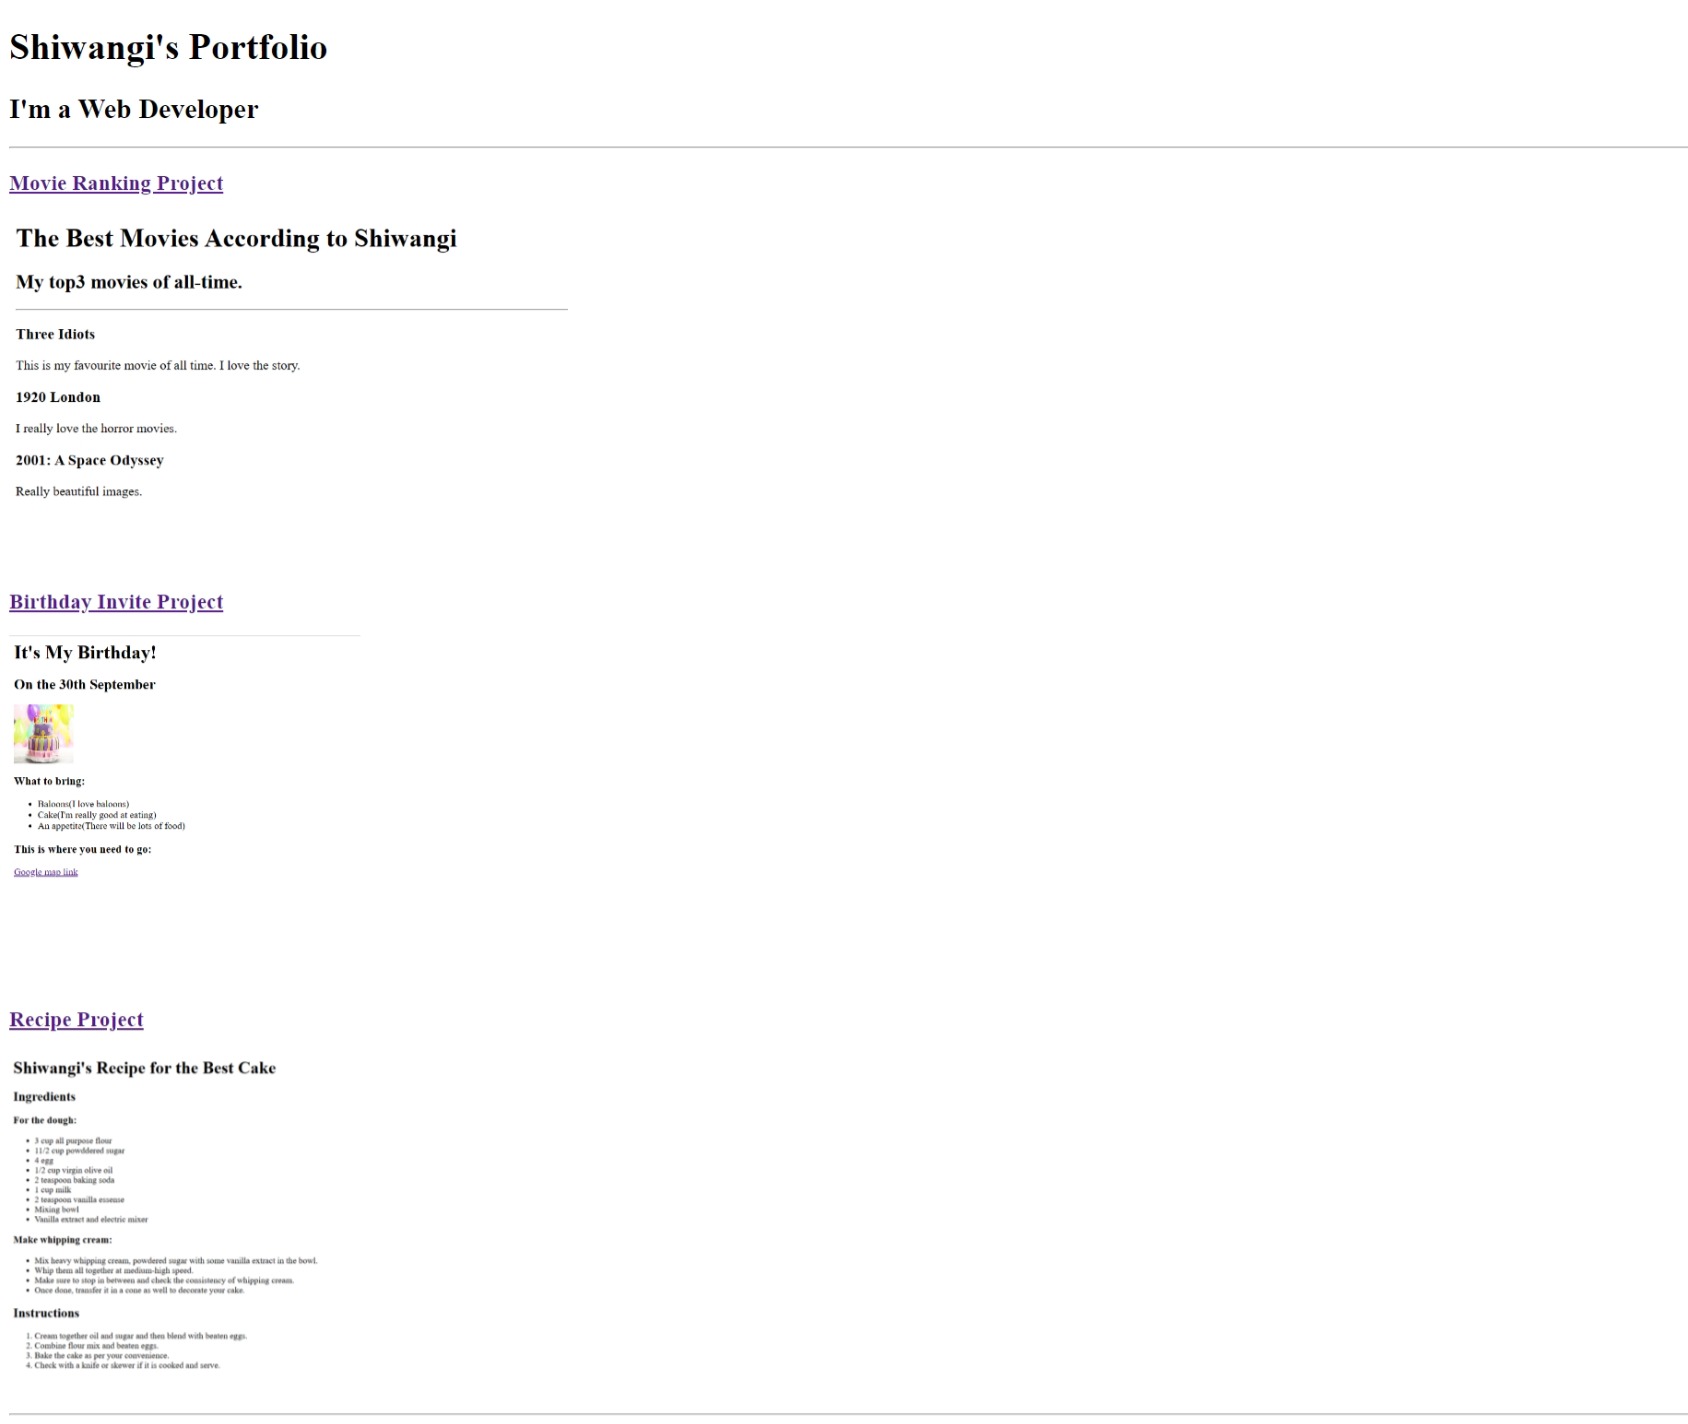 Shiwangi's Portfolio
I'm a Web Developer
Movie Ranking Project
The Best Movies According to Shiwangi
My top3 movies of all-time.
Three Idiots
This is my favourite movie of all time. I love the story.
1920 London
I really love the horror movies.
2001: A Space Odyssey
Really beautiful images.
Birthday Invite Project
It's My Birthday!
On the 30th September
What to bring:
• Baloons(I love baloons)
• Cake(I'm really good at eating)
• An appetite(There will be lots of food)
This is where you need to go:
Google map link
Recipe Project
Shiwangi's Recipe for the Best Cake
Ingredients
For the dough:
• 3 cup all purpose flour
• 11/2 cup powddered sugar
• 4 egg
• 1/2 cup virgin olive oil
• 2 teaspoon baking soda
• 1 cup milk
• 2 teaspoon vanilla essense
• Mixing bowl
• Vanilla extract and electric mixer
Make whipping cream:
• Mix heavy whipping cream, powdered sugar with some vanilla extract in the bowl.
• Whip them all together at medium-high speed.
• Make sure to stop in between and check the consistency of whipping cream.
• Once done, transfer it in a cone as well to decorate your cake.
Instructions
1. Cream together oil and sugar and then blend with beaten eggs.
2. Combine flour mix and beaten eggs.
3. Bake the cake as per your convenience.
4. Check with a knife or skewer if it is cooked and serve.